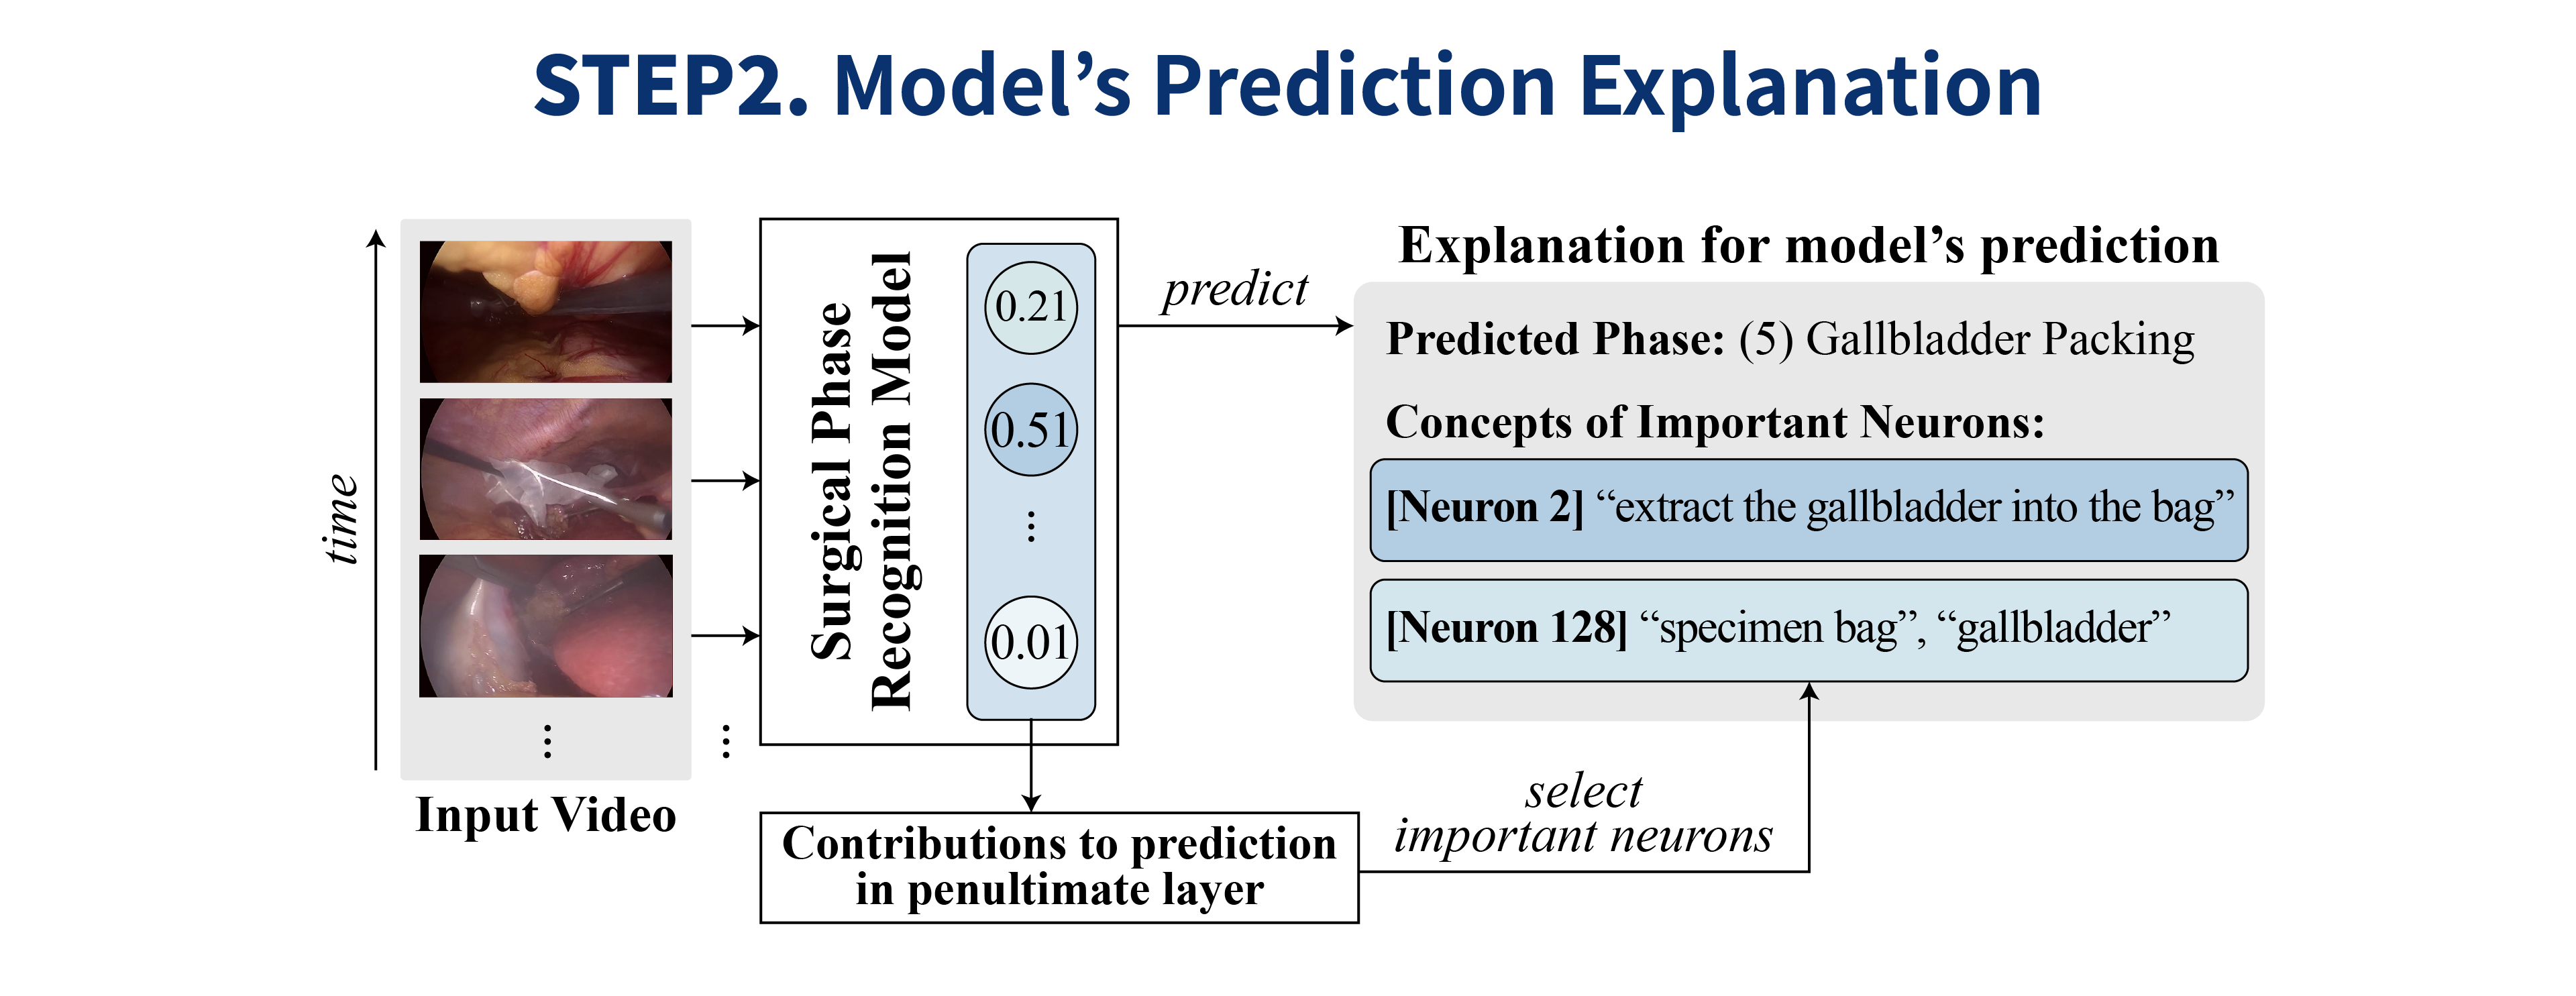 STEP2. Model’s Prediction Explanation
time
Input Video
Surgical Phase
Recognition Model
0.21
0.51
0.01
predict
Explanation for model’s prediction
Predicted Phase: (5) Gallbladder Packing
Concepts of Important Neurons:
[Neuron 2] “extract the gallbladder into the bag”
[Neuron 128] “specimen bag”, “gallbladder”
Contributions to prediction
in penultimate layer
select
important neurons